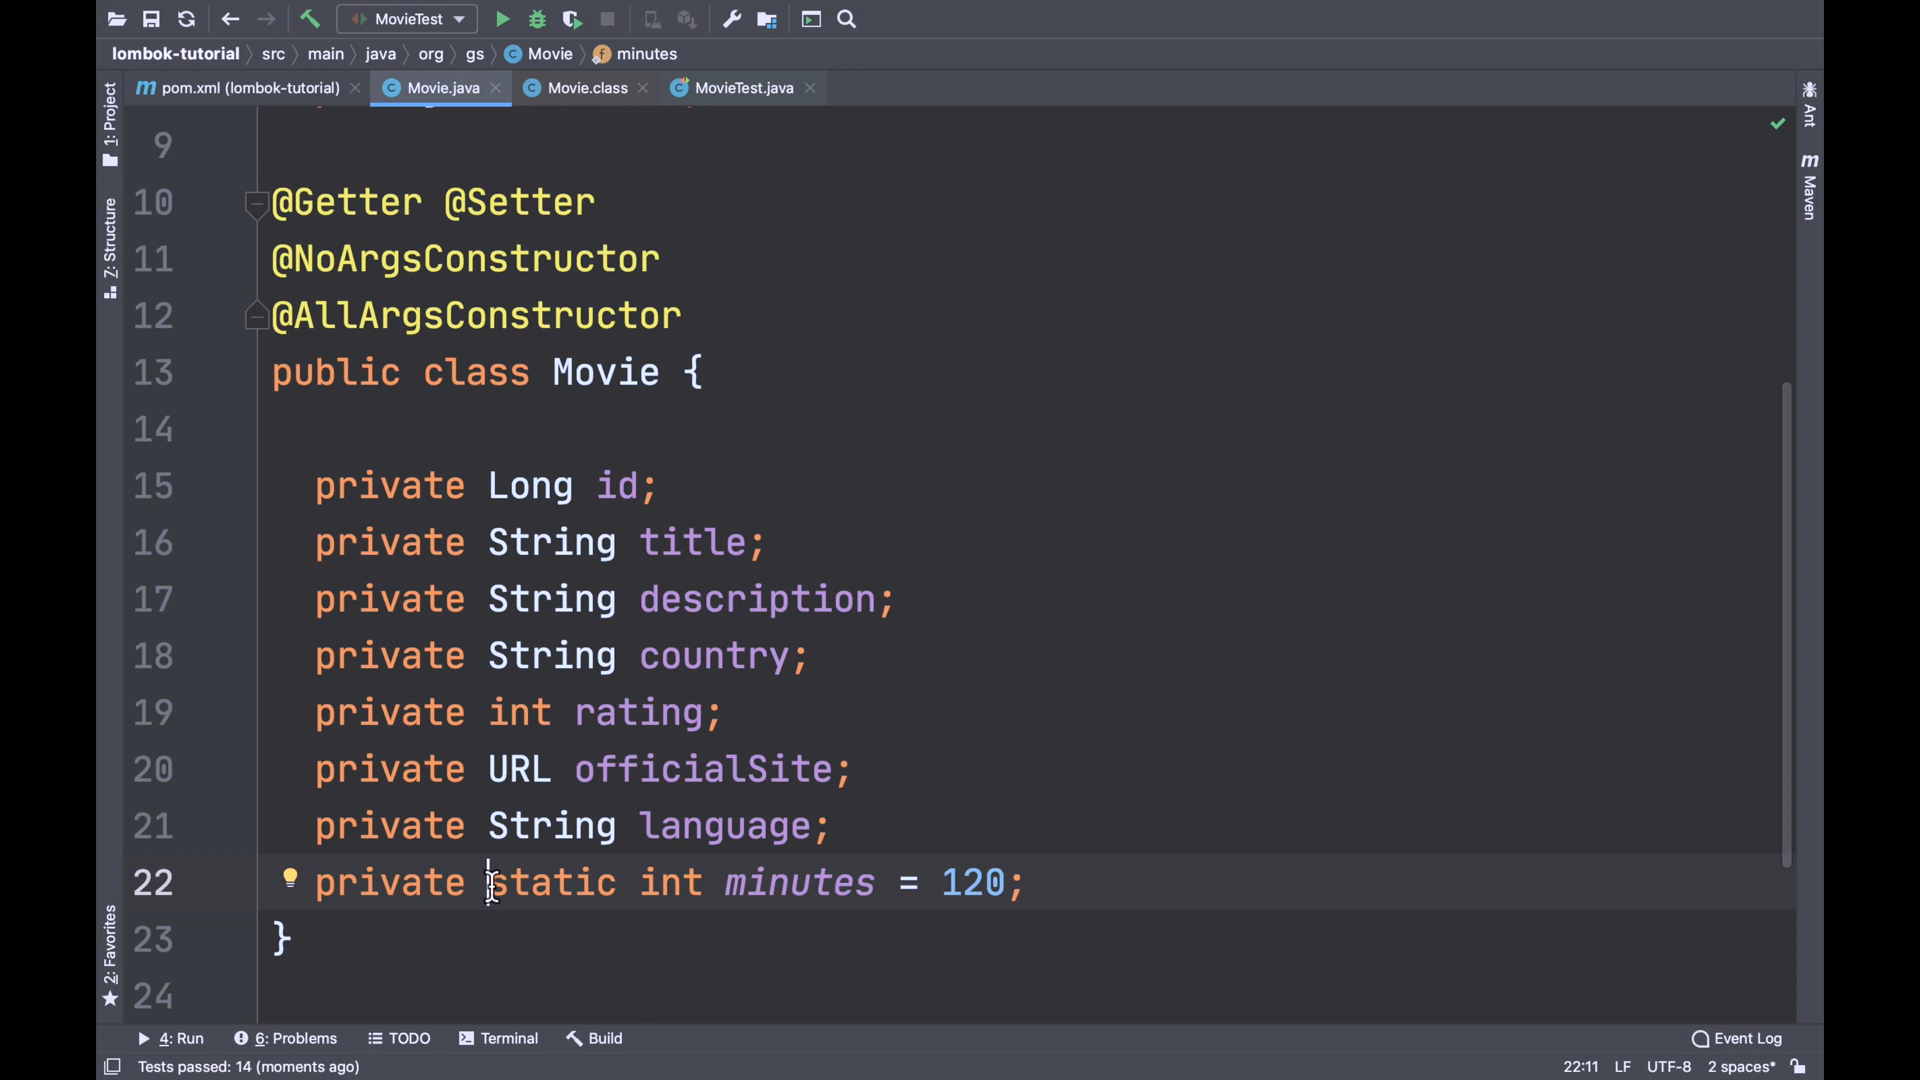 MovieTest
lombok-tutorial src main java org gs Movie minutes
pom.xml (lombok-tutorial) Movie.java Movie.class MovieTest.java
1: Project
Z: Structure
2: Favorites
Ant
Maven
9
10 @Getter @Setter
11 @NoArgsConstructor
12 @AllArgsConstructor
13 public class Movie {
14
15 private Long id;
16 private String title;
17 private String description;
18 private String country;
19 private int rating;
20 private URL officialSite;
21 private String language;
22 private static int minutes = 120;
23 }
24
4: Run 6: Problems TODO Terminal Build Event Log
Tests passed: 14 (moments ago) 22:11 LF UTF-8 2 spaces*